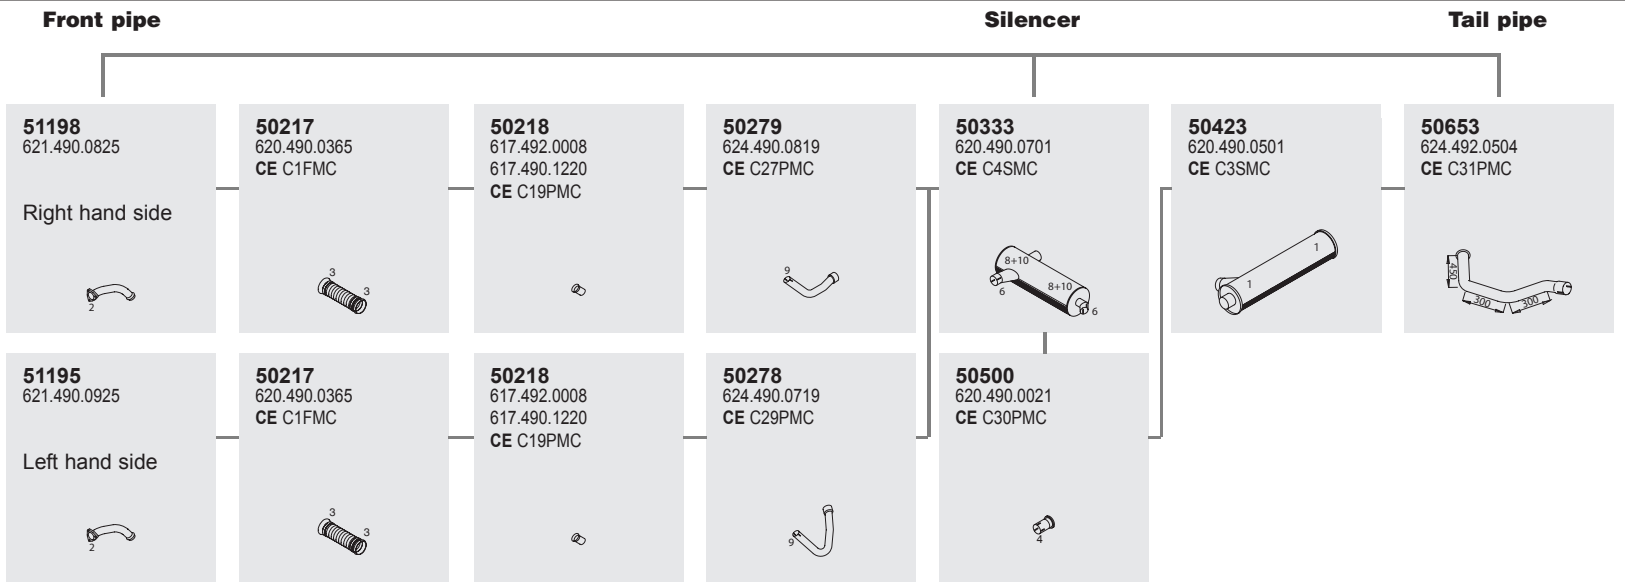 Front pipe
Silencer
Tail pipe
51198
621.490.0825
Right hand side
2
50217
620.490.0365
CE C1FMC
3
3
50218
617.492.0008
617.490.1220
CE C19PMC
50279
624.490.0819
CE C27PMC
9
50333
620.490.0701
CE C4SMC
8+10
8+10
6
6
50423
620.490.0501
CE C3SMC
1
1
50653
624.492.0504
CE C31PMC
450
300
300
51195
621.490.0925
Left hand side
2
50217
620.490.0365
CE C1FMC
3
3
50218
617.492.0008
617.490.1220
CE C19PMC
50278
624.490.0719
CE C29PMC
9
50500
620.490.0021
CE C30PMC
4